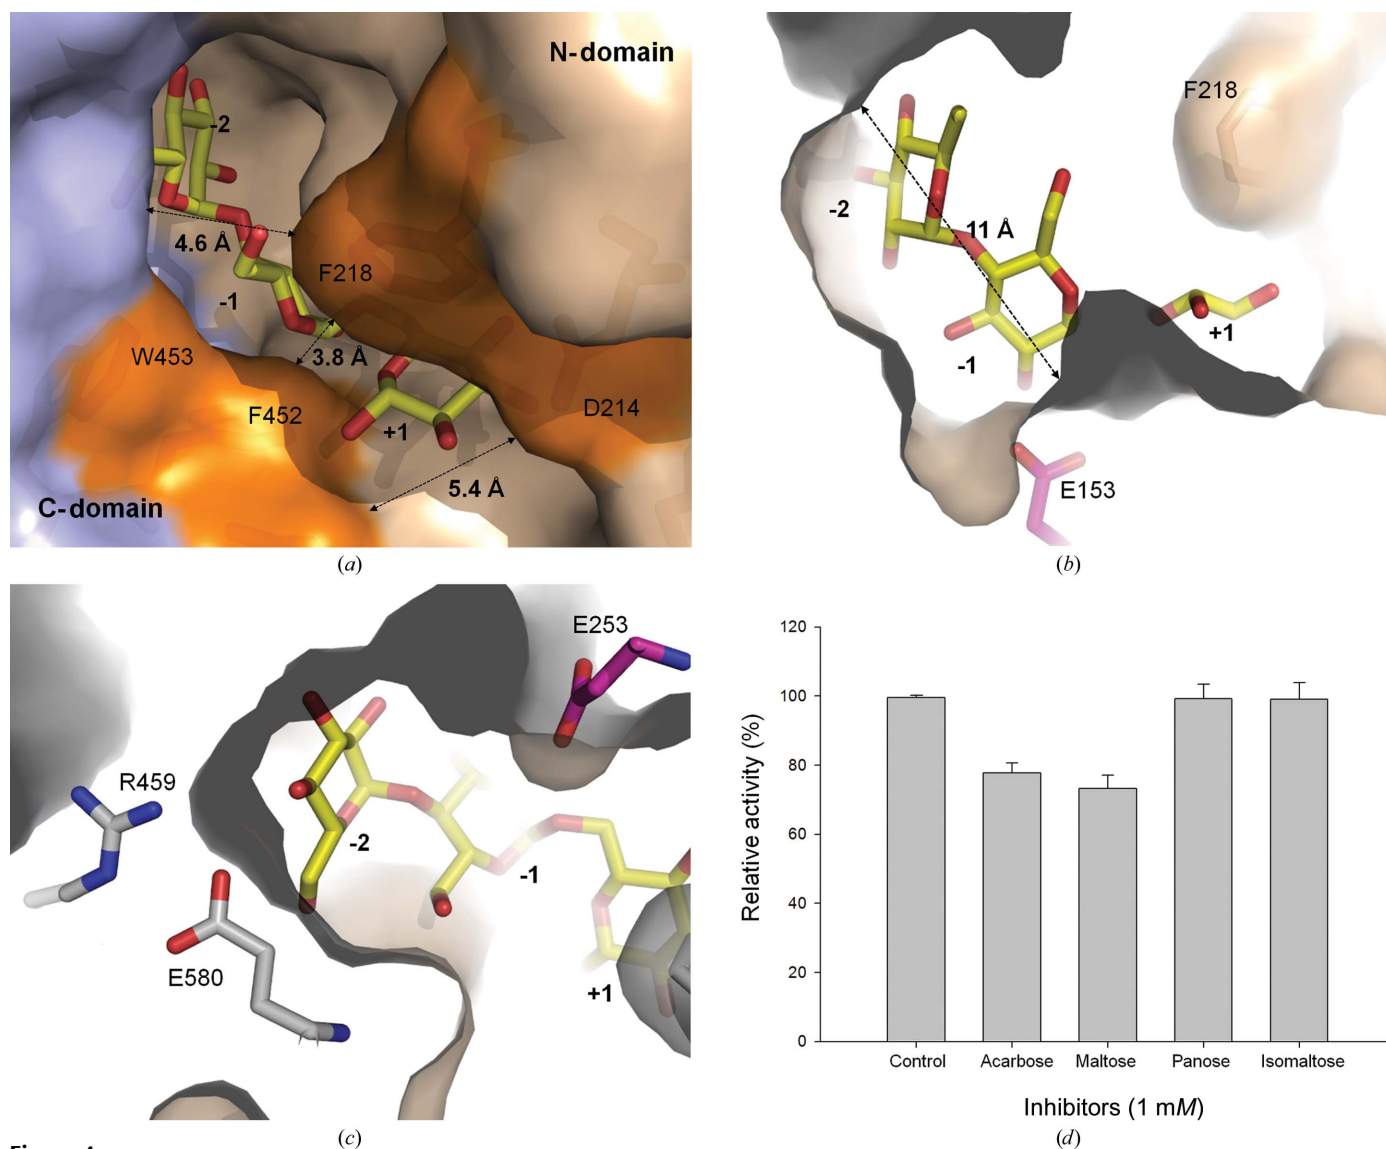 N-domain
-2
4.6 Å
F218
-1
3.8 Å
W453
F452
D214
+1
5.4 Å
C-domain
(a)
F218
-2
11 Å
+1
-1
E153
(b)
E253
R459
-2
-1
E580
+1
(c)
120
100
80
60
40
20
0
Relative activity (%)
Control Acarbose Maltose Panose Isomaltose
Inhibitors (1 mM)
(d)